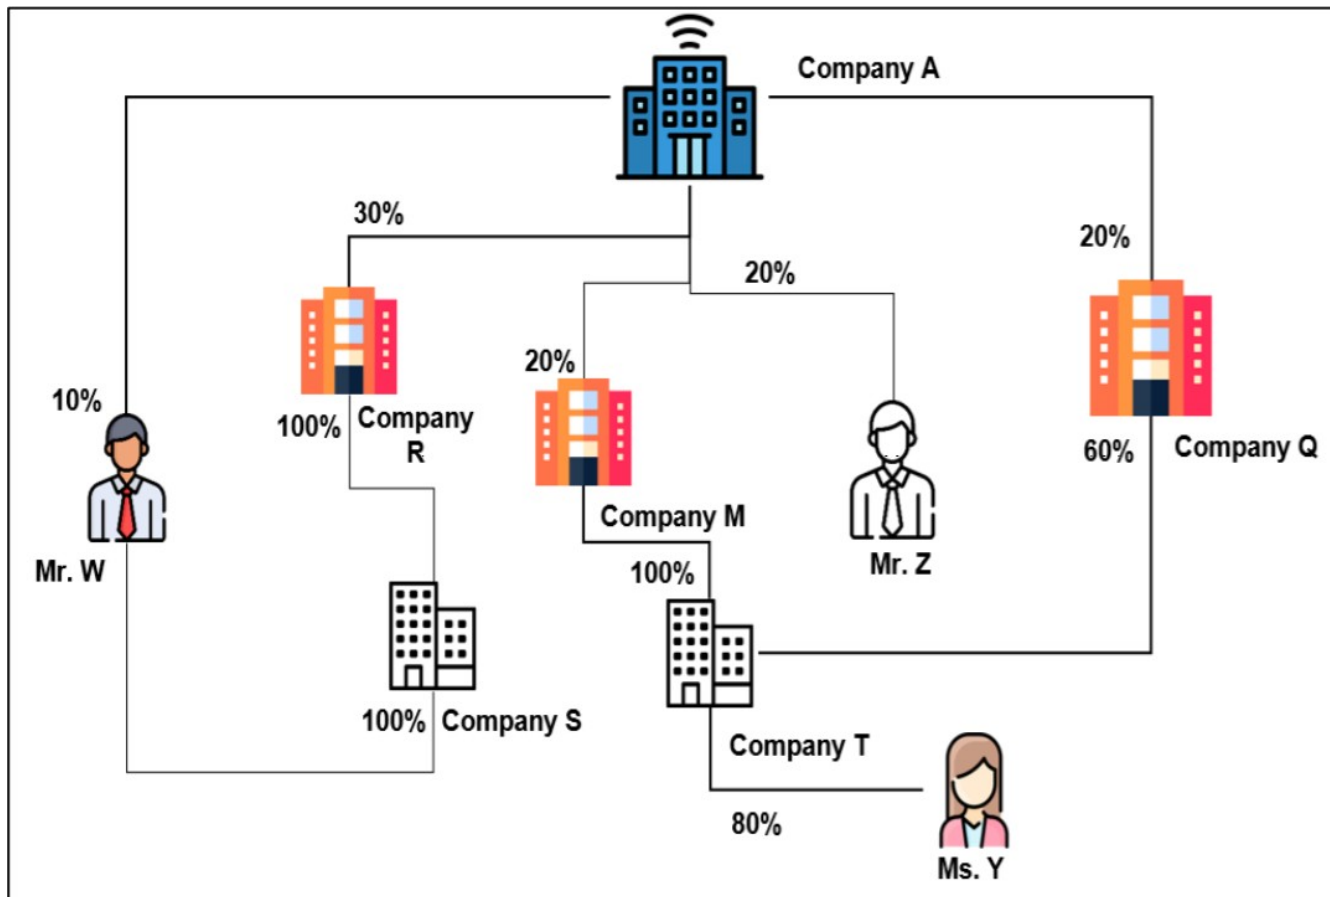 Company A
30%
20%
20%
20%
10%
100%
Company
R
60%
Company Q
Company M
Mr. W
100%
Mr. Z
100%
Company S
Company T
80%
Ms. Y